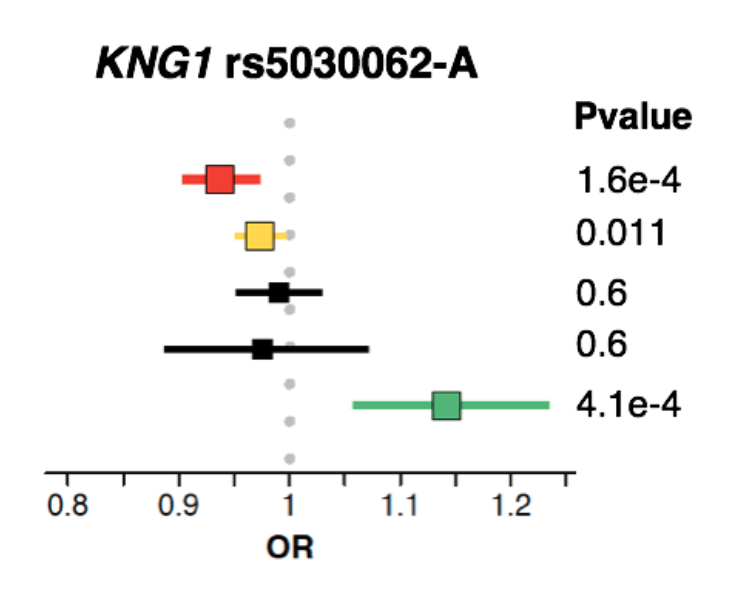 KNG1 rs5030062-A
Pvalue
1.6e-4
0.011
0.6
0.6
4.1e-4
0.8 0.9 1 1.1 1.2
OR